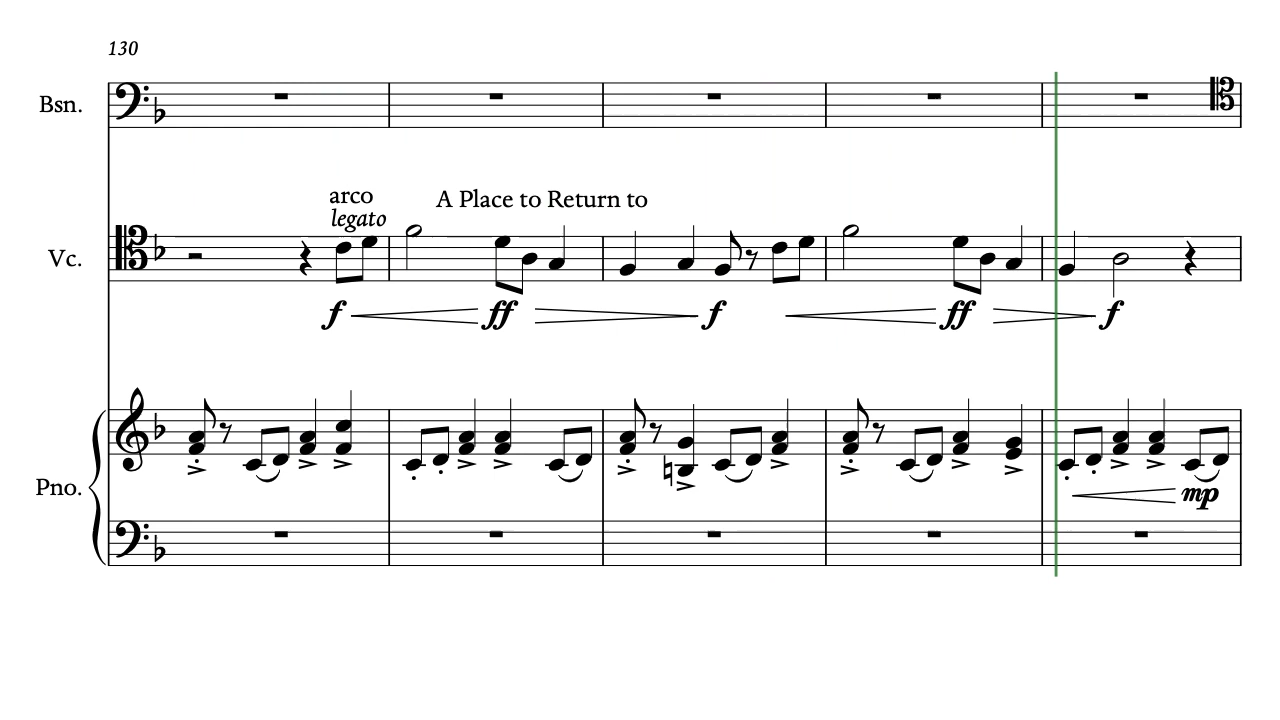 130
Bsn.
arco
A Place to Return to
legato
Vc.
f ff f ff f
Pno.
mp